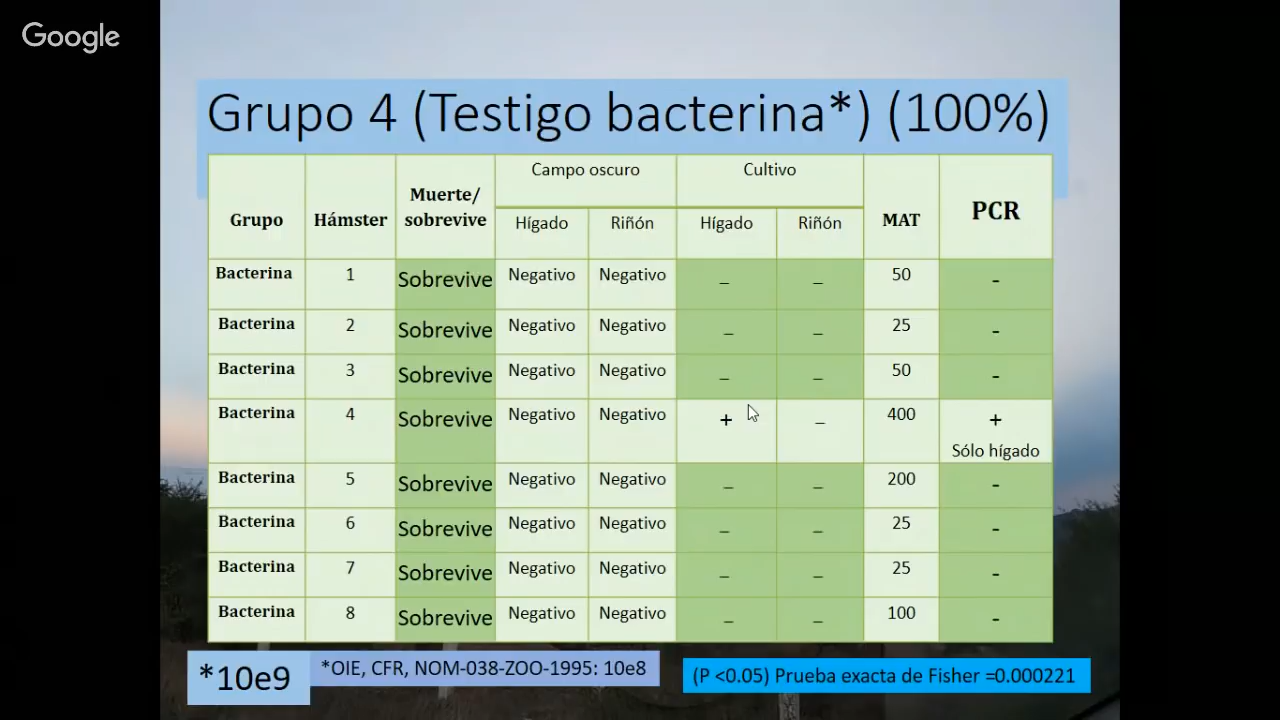 Google
Grupo 4 (Testigo bacterina*) (100%)
Grupo Hámster Muerte/ sobrevive Campo oscuro Cultivo MAT PCR
Hígado Riñón Hígado Riñón
Bacterina 1 Sobrevive Negativo Negativo _ _ 50 -
Bacterina 2 Sobrevive Negativo Negativo _ _ 25 -
Bacterina 3 Sobrevive Negativo Negativo _ _ 50 -
Bacterina 4 Sobrevive Negativo Negativo + _ 400 +
Sólo hígado
Bacterina 5 Sobrevive Negativo Negativo _ _ 200 -
Bacterina 6 Sobrevive Negativo Negativo _ _ 25 -
Bacterina 7 Sobrevive Negativo Negativo _ _ 25 -
Bacterina 8 Sobrevive Negativo Negativo _ _ 100 -
*10e9
*OIE, CFR, NOM-038-ZOO-1995: 10e8
(P <0.05) Prueba exacta de Fisher =0.000221